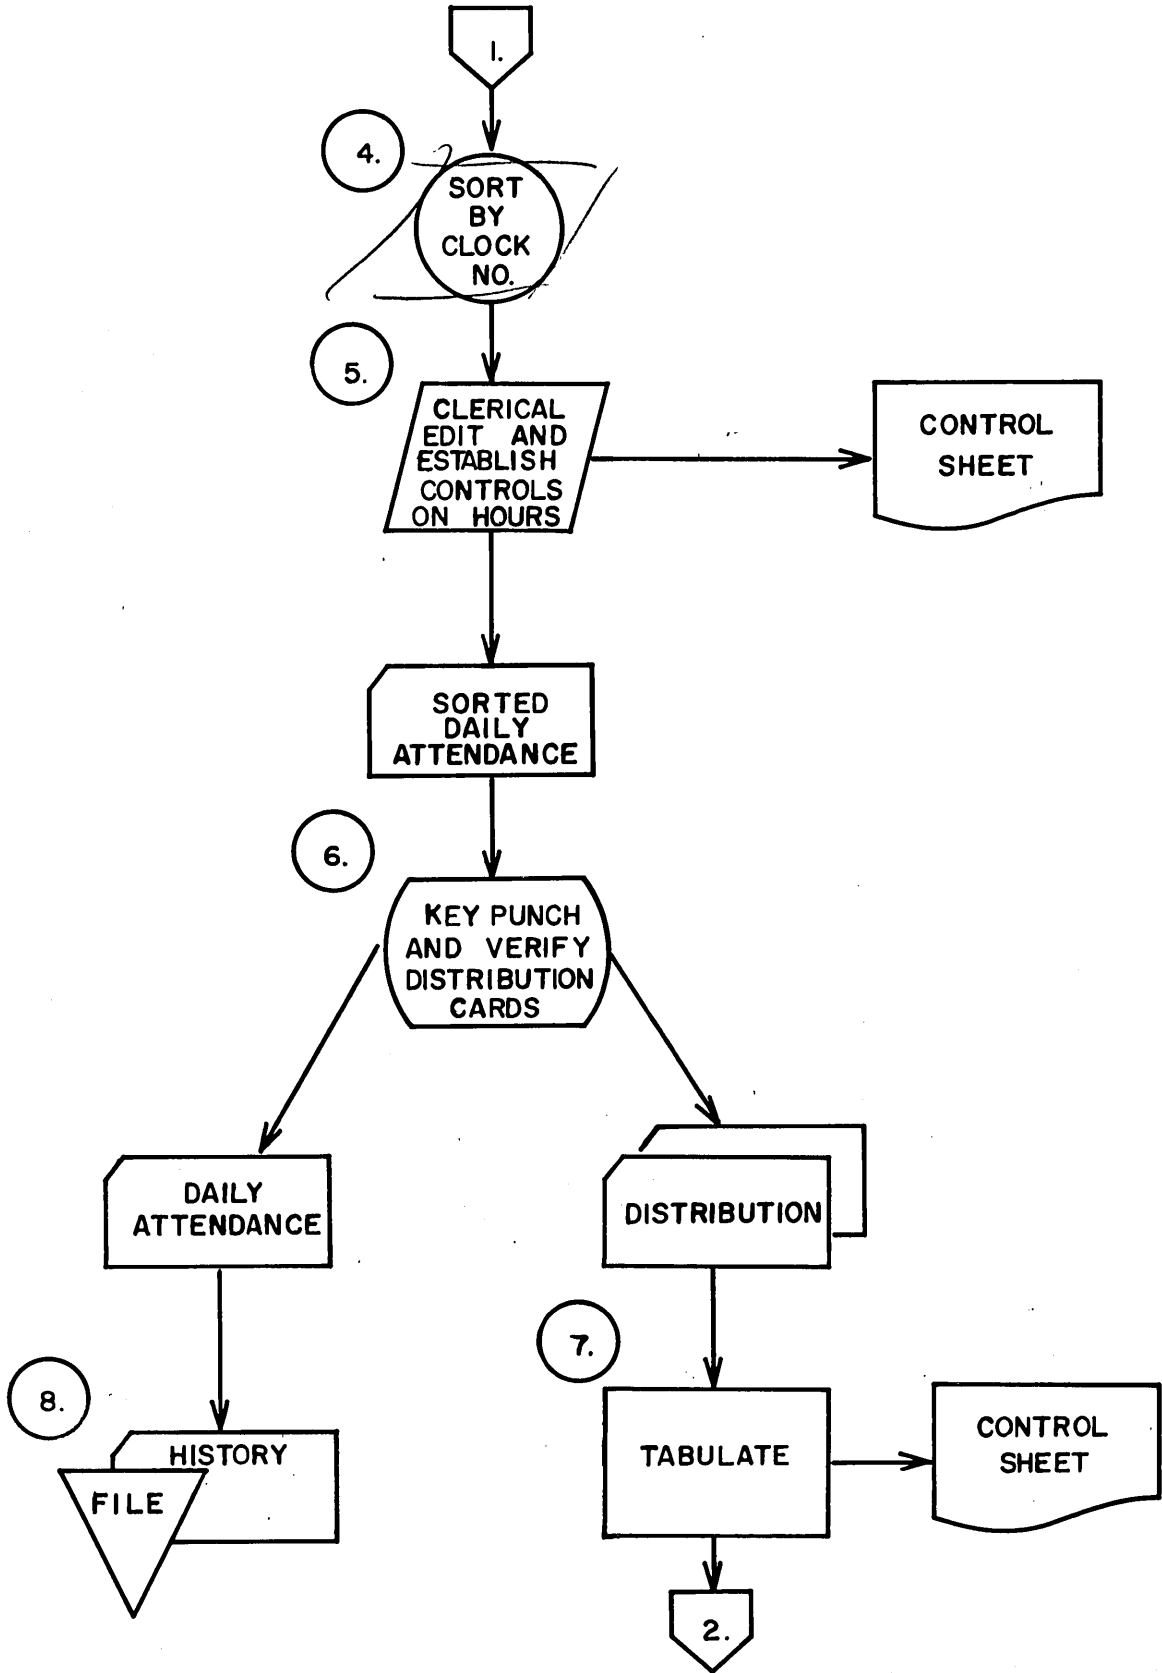 1.
4.
SORT
BY
CLOCK
NO.
5.
CLERICAL
EDIT AND
ESTABLISH
CONTROLS
ON HOURS
CONTROL
SHEET
SORTED
DAILY
ATTENDANCE
6.
KEY PUNCH
AND VERIFY
DISTRIBUTION
CARDS
DAILY
ATTENDANCE
DISTRIBUTION
7.
8.
HISTORY
FILE
TABULATE
CONTROL
SHEET
2.